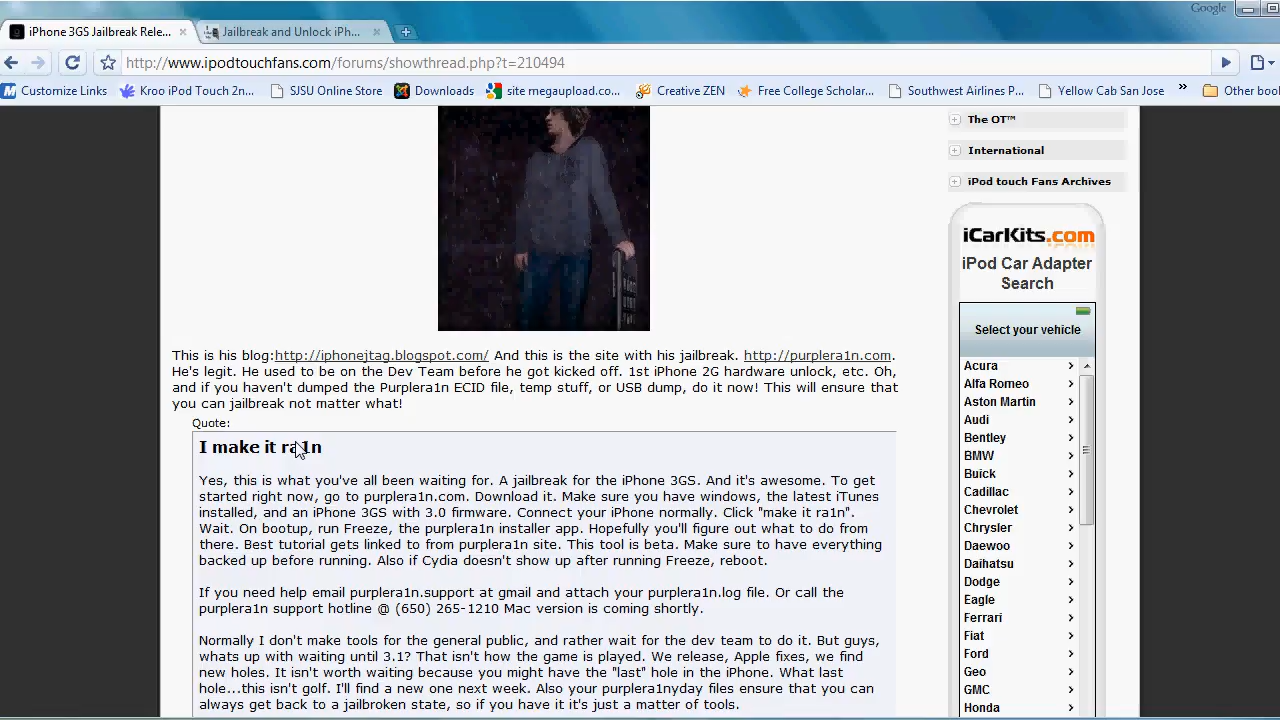 Google
iPhone 3GS Jailbreak Rele...
Jailbreak and Unlock iPh...
http://www.ipodtouchfans.com/forums/showthread.php?t=210494
Customize Links
Kroo iPod Touch 2n...
SJSU Online Store
Downloads
Site megaupload.co...
Creative ZEN
Free College Scholar...
Southwest Airlines P...
Yellow Cab San Jose
»
Other boo
The OT™
International
iPod touch Fans Archives
iCarKits.com
iPod Car Adapter
Search
Select your vehicle
Acura
Alfa Romeo
Aston Martin
Audi
Bentley
BMW
Buick
Cadillac
Chevrolet
Chrysler
Daewoo
Daihatsu
Dodge
Eagle
Ferrari
Fiat
Ford
Geo
GMC
Honda
This is his blog:http://iphonejtag.blogspot.com/ And this is the site with his jailbreak. http://purplera1n.com.
He's legit. He used to be on the Dev Team before he got kicked off. 1st iPhone 2G hardware unlock, etc. Oh,
and if you haven't dumped the Purplera1n ECID file, temp stuff, or USB dump, do it now! This will ensure that
you can jailbreak not matter what!
Quote:
I make it ra1n
Yes, this is what you've all been waiting for. A jailbreak for the iPhone 3GS. And it's awesome. To get
started right now, go to purplera1n.com. Download it. Make sure you have windows, the latest iTunes
installed, and an iPhone 3GS with 3.0 firmware. Connect your iPhone normally. Click "make it ra1n".
Wait. On bootup, run Freeze, the purplera1n installer app. Hopefully you'll figure out what to do from
there. Best tutorial gets linked to from purplera1n site. This tool is beta. Make sure to have everything
backed up before running. Also if Cydia doesn't show up after running Freeze, reboot.
If you need help email purplera1n.support at gmail and attach your purplera1n.log file. Or call the
purplera1n support hotline @ (650) 265-1210 Mac version is coming shortly.
Normally I don't make tools for the general public, and rather wait for the dev team to do it. But guys,
whats up with waiting until 3.1? That isn't how the game is played. We release, Apple fixes, we find
new holes. It isn't worth waiting because you might have the "last" hole in the iPhone. What last
hole...this isn't golf. I'll find a new one next week. Also your purplera1nyday files ensure that you can
always get back to a jailbroken state, so if you have it it's just a matter of tools.